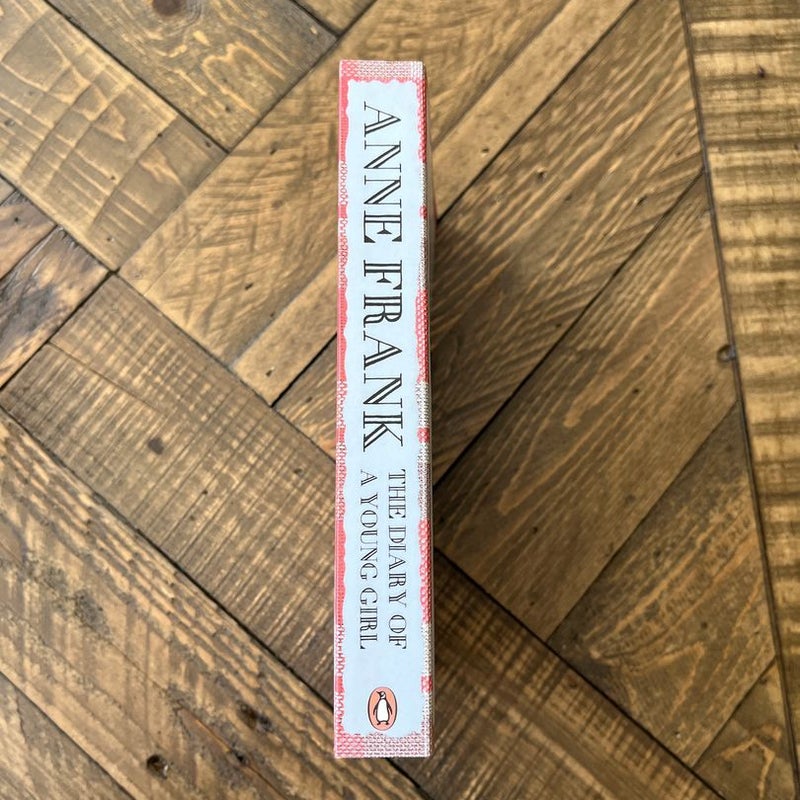 ANNE FRANK
THE DIARY OF
A YOUNG GIRL